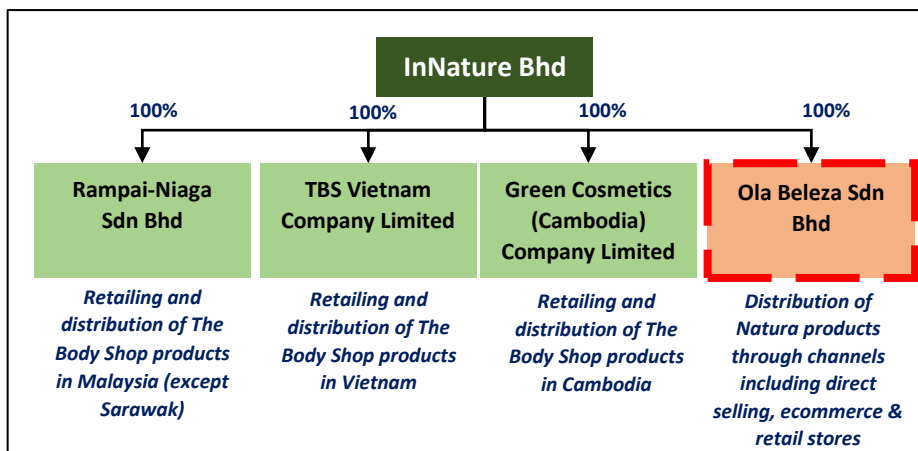 InNature Bhd
100%
100%
100%
100%
Rampai-Niaga
Sdn Bhd
TBS Vietnam
Company Limited
Green Cosmetics
(Cambodia)
Company Limited
Ola Beleza Sdn
Bhd
Retailing and
distribution of The
Body Shop products
in Malaysia (except
Sarawak)
Retailing and
distribution of The
Body Shop products
in Vietnam
Retailing and
distribution of The
Body Shop products
in Cambodia
Distribution of
Natura products
through channels
including direct
selling, ecommerce &
retail stores